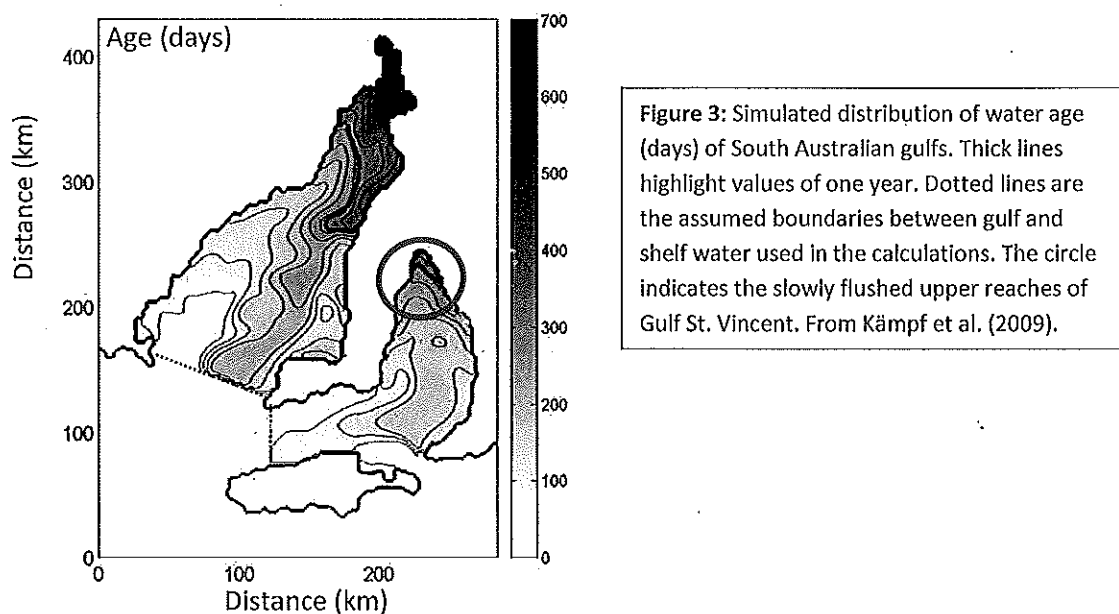 Age (days)
400
300
200
100
0
0
100
200
Distance (km)
Distance (km)
700
600
500
400
300
200
100
0
Figure 3: Simulated distribution of water age
(days) of South Australian gulfs. Thick lines
highlight values of one year. Dotted lines are
the assumed boundaries between gulf and
shelf water used in the calculations. The circle
indicates the slowly flushed upper reaches of
Gulf St. Vincent. From Kämpf et al. (2009).